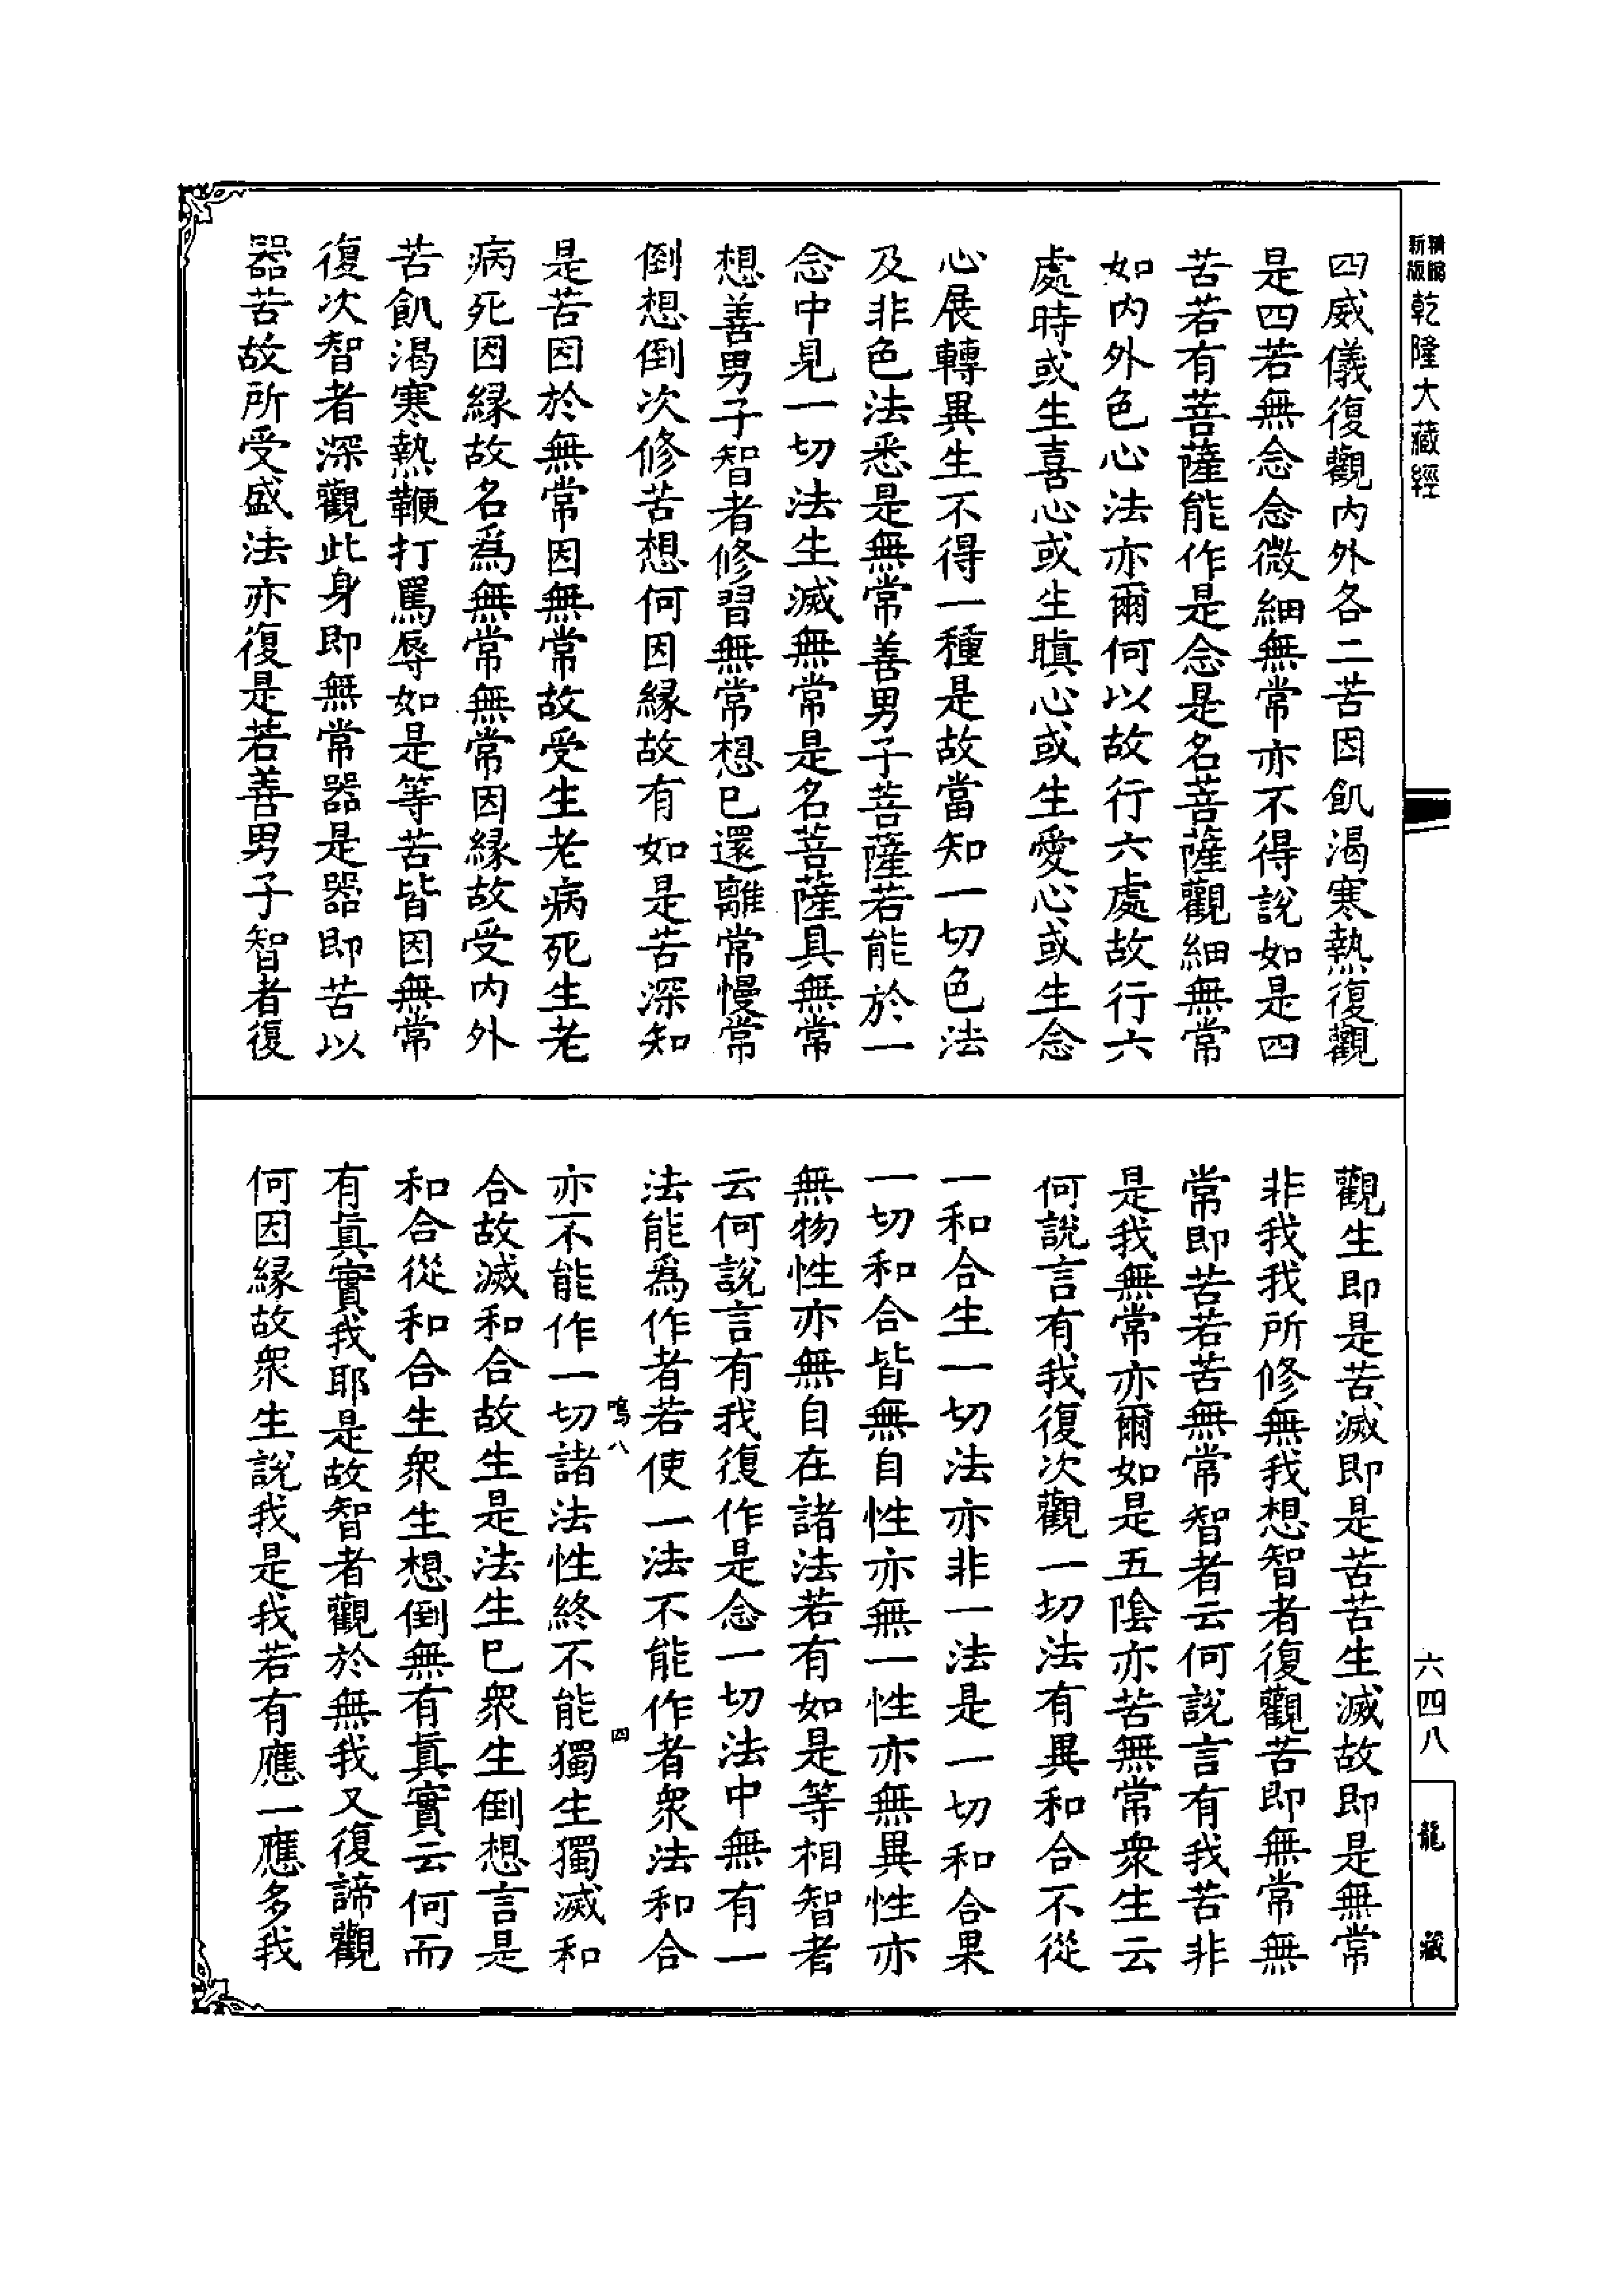 新版
精縮
乾隆大藏經
四威儀復觀內外各二苦因飢渴寒熱復觀
是四若無念念微細無常亦不得說如是四
苦若有菩薩能作是念是名菩薩觀細無常
如內外色心法亦爾何以故行六處故行六
處時或生喜心或生瞋心或生愛心或生念
心展轉異生不得一種是故當知一切色法
及非色法悉是無常善男子菩薩若能於一
念中見一切法生滅無常是名菩薩具無常
想善男子智者修習無常想已還離常慢常
倒想倒次修苦想何因緣故有如是苦深知
是苦因於無常因無常故受生老病死生老
病死因緣故名爲無常無常因緣故受內外
苦飢渴寒熱鞭打罵辱如是等苦皆因無常
復次智者深觀此身即無常器是器即苦以
器苦故所受盛法亦復是苦善男子智者復
觀生即是苦滅即是苦苦生滅故即是無常
非我我所修無我想智者復觀苦即無常無
常即苦若苦無常智者云何說言有我苦非
是我無常亦爾如是五陰亦苦無常衆生云
何說言有我復次觀一切法有異和合不從
一和合生一切法亦非一法是一切和合果
一切和合皆無自性亦無一性亦無異性亦
無物性亦無自在諸法若有如是等相智者
云何說言有我復作是念一切法中無有一
法能爲作者若使一法不能作者衆法和合
鳴八
四
亦不能作一切諸法性終不能獨生獨滅和
合故滅和合故生是法生已衆生倒想言是
和合從和合生衆生想倒無有真實云何而
有真實我耶是故智者觀於無我又復諦觀
何因緣故衆生說我是我若有應一應多我
六四八
龍藏